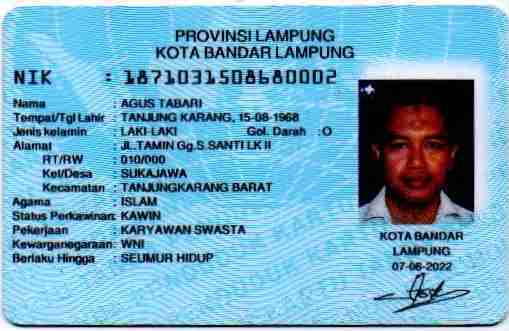 PROVINSI LAMPUNG
KOTA BANDAR LAMPUNG
NIK : 1871031508680002
Nama : AGUS TABARI
Tempat/Tgl Lahir : TANJUNG KARANG, 15-08-1968
Jenis kelamin : LAKI-LAKI Gol. Darah : O
Alamat : JL.TAMIN Gg.S.SANTI LK II
RT/RW : 010/000
Kel/Desa : SUKAJAWA
Kecamatan : TANJUNGKARANG BARAT
Agama : ISLAM
Status Perkawinan: KAWIN
Pekerjaan : KARYAWAN SWASTA
Kewarganegaraan: WNI
Berlaku Hingga : SEUMUR HIDUP
KOTA BANDAR
LAMPUNG
07-06-2022